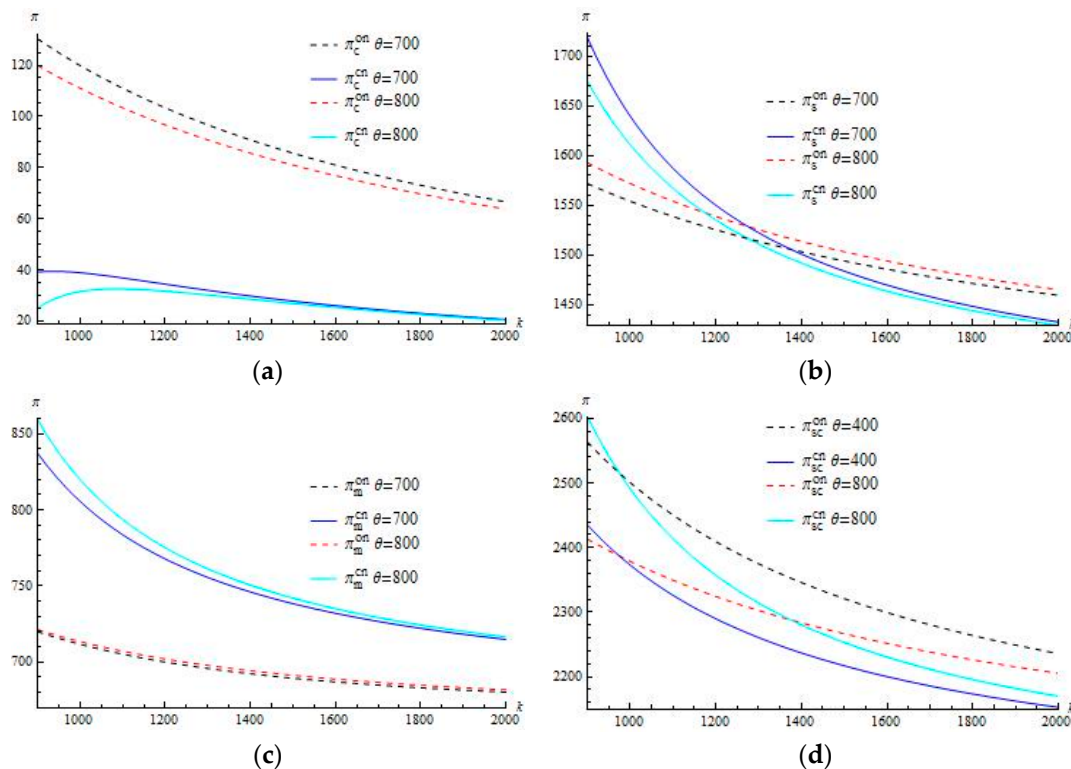 π
120
100
80
60
40
20
1000 1200 1400 1600 1800 2000
k
π_c^on θ=700
π_c^cn θ=700
π_c^on θ=800
π_c^cn θ=800
(a)
π
1700
1650
1600
1550
1500
1450
1000 1200 1400 1600 1800 2000
π_s^on θ=700
π_s^cn θ=700
π_s^on θ=800
π_s^cn θ=800
(b)
π
850
800
750
700
1000 1200 1400 1600 1800 2000
k
π_m^on θ=700
π_m^cn θ=700
π_m^on θ=800
π_m^cn θ=800
(c)
π
2600
2500
2400
2300
2200
1000 1200 1400 1600 1800 2000
π_sc^on θ=400
π_sc^cn θ=400
π_sc^on θ=800
π_sc^cn θ=800
(d)